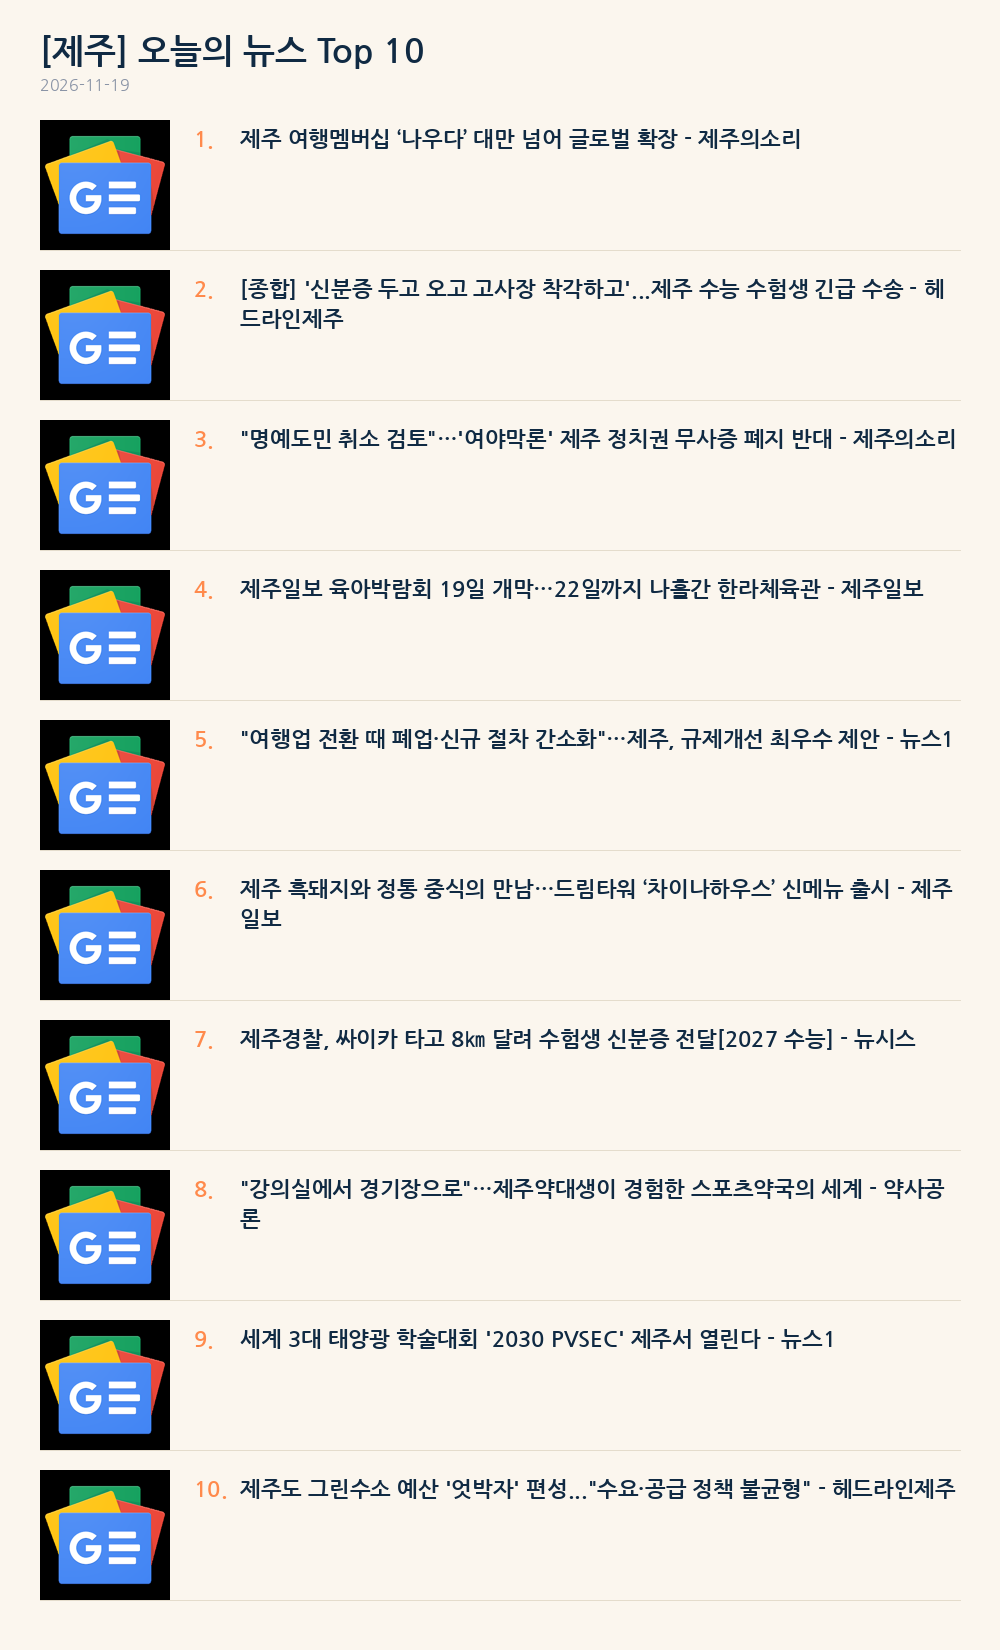 [제주] 오늘의 뉴스 Top 10
2026-11-19
1. 제주 여행멤버십 ‘나우다’ 대만 넘어 글로벌 확장 - 제주의소리
2. [종합] '신분증 두고 오고 고사장 착각하고'...제주 수능 수험생 긴급 수송 - 헤
드라인제주
3. "명예도민 취소 검토"…'여야막론' 제주 정치권 무사증 폐지 반대 - 제주의소리
4. 제주일보 육아박람회 19일 개막…22일까지 나흘간 한라체육관 - 제주일보
5. "여행업 전환 때 폐업·신규 절차 간소화"…제주, 규제개선 최우수 제안 - 뉴스1
6. 제주 흑돼지와 정통 중식의 만남…드림타워 ‘차이나하우스’ 신메뉴 출시 - 제주
일보
7. 제주경찰, 싸이카 타고 8㎞ 달려 수험생 신분증 전달[2027 수능] - 뉴시스
8. "강의실에서 경기장으로"…제주약대생이 경험한 스포츠약국의 세계 - 약사공
론
9. 세계 3대 태양광 학술대회 '2030 PVSEC' 제주서 열린다 - 뉴스1
10. 제주도 그린수소 예산 '엇박자' 편성..."수요·공급 정책 불균형" - 헤드라인제주